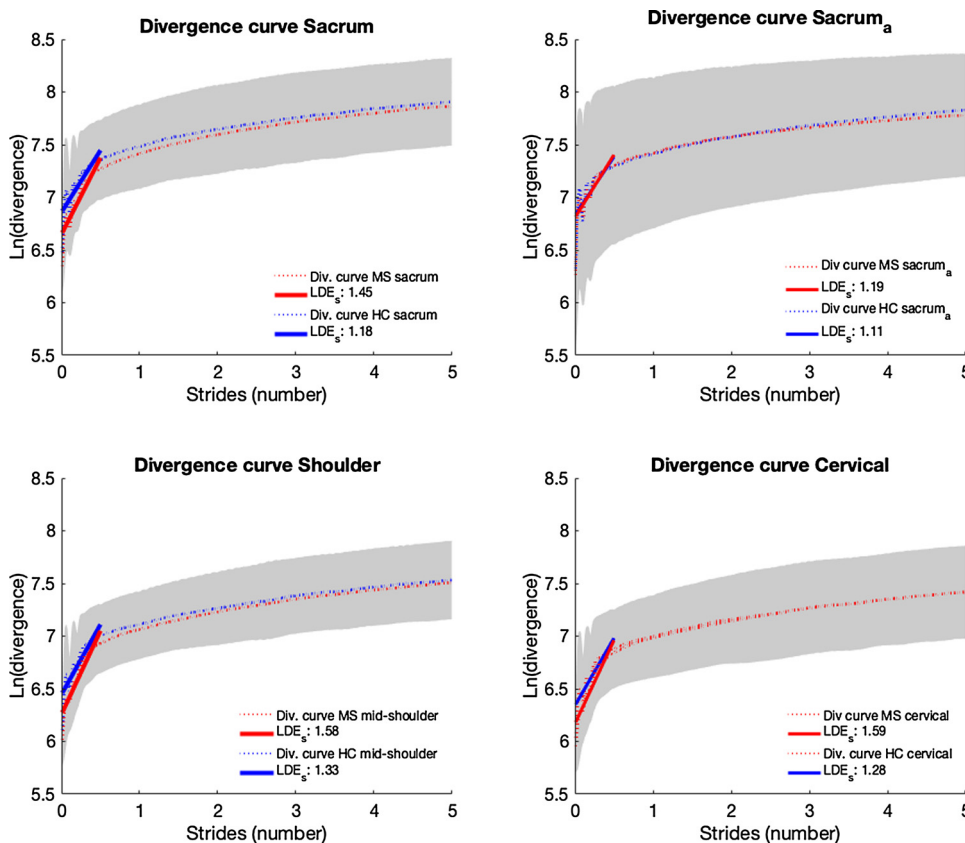 Divergence curve Sacrum
Ln(divergence)
8.5
8
7.5
7
6.5
6
5.5
0 1 2 3 4 5
Strides (number)
Div. curve MS sacrum
LDEs: 1.45
Div. curve HC sacrum
LDEs: 1.18
Divergence curve Sacruma
Ln(divergence)
8.5
8
7.5
7
6.5
6
5.5
0 1 2 3 4 5
Strides (number)
Div curve MS sacruma
LDEs: 1.19
Div curve HC sacruma
LDEs: 1.11
Divergence curve Shoulder
Ln(divergence)
8.5
8
7.5
7
6.5
6
5.5
0 1 2 3 4 5
Strides (number)
Div. curve MS mid-shoulder
LDEs: 1.58
Div. curve HC mid-shoulder
LDEs: 1.33
Divergence curve Cervical
Ln(divergence)
8.5
8
7.5
7
6.5
6
5.5
0 1 2 3 4 5
Strides (number)
Div curve MS cervical
LDEs: 1.59
Div. curve HC cervical
LDEs: 1.28